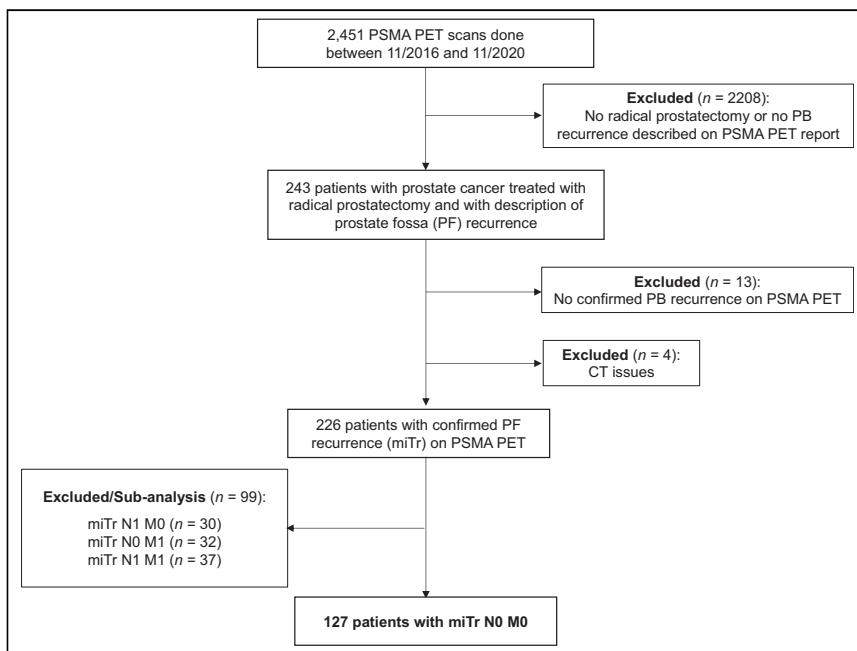 2,451 PSMA PET scans done
between 11/2016 and 11/2020
Excluded (n = 2208):
No radical prostatectomy or no PB
recurrence described on PSMA PET report
243 patients with prostate cancer treated with
radical prostatectomy and with description of
prostate fossa (PF) recurrence
Excluded (n = 13):
No confirmed PB recurrence on PSMA PET
Excluded (n = 4):
CT issues
226 patients with confirmed PF
recurrence (miTr) on PSMA PET
Excluded/Sub-analysis (n = 99):
miTr N1 M0 (n = 30)
miTr N0 M1 (n = 32)
miTr N1 M1 (n = 37)
127 patients with miTr N0 M0